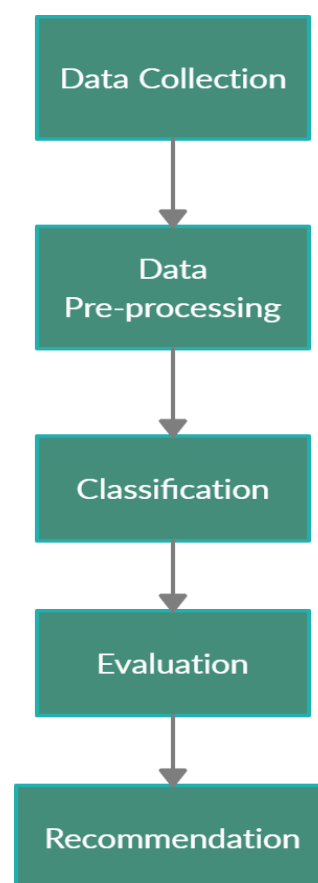 Data Collection
Data
Pre-processing
Classification
Evaluation
Recommendation